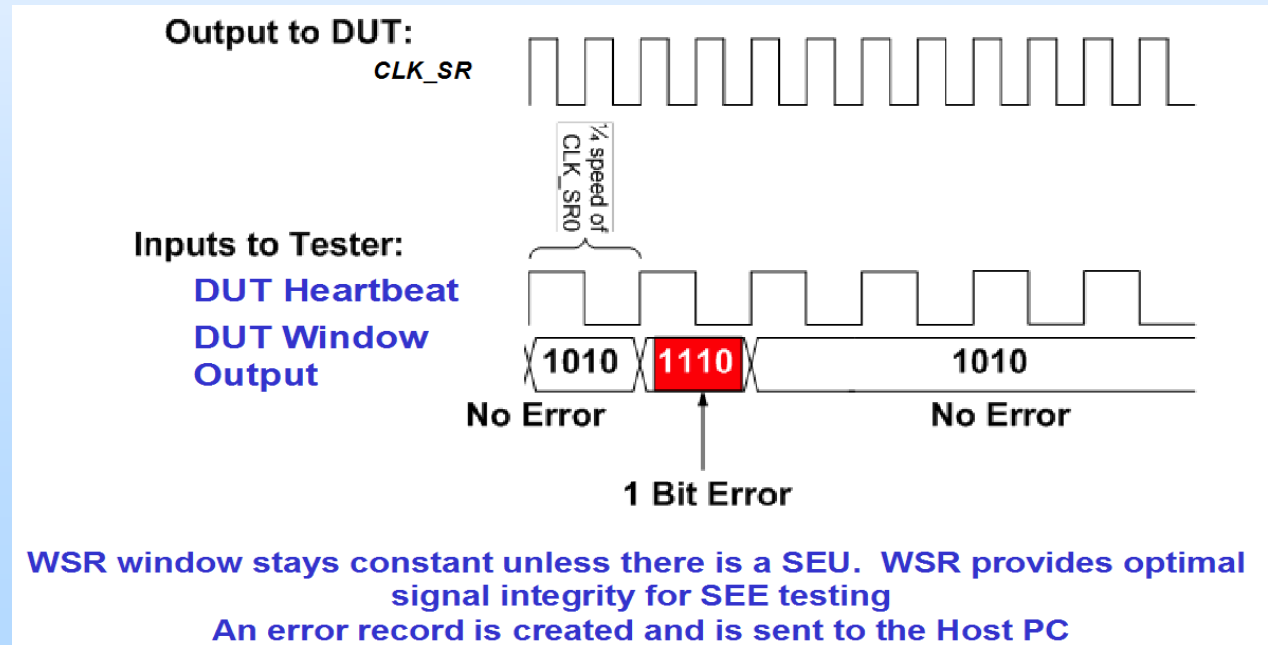 Output to DUT:
CLK_SR
¼ speed of
CLK_SR0
Inputs to Tester:
DUT Heartbeat
DUT Window
Output
1010
1110
1010
No Error
No Error
1 Bit Error
WSR window stays constant unless there is a SEU. WSR provides optimal
signal integrity for SEE testing
An error record is created and is sent to the Host PC